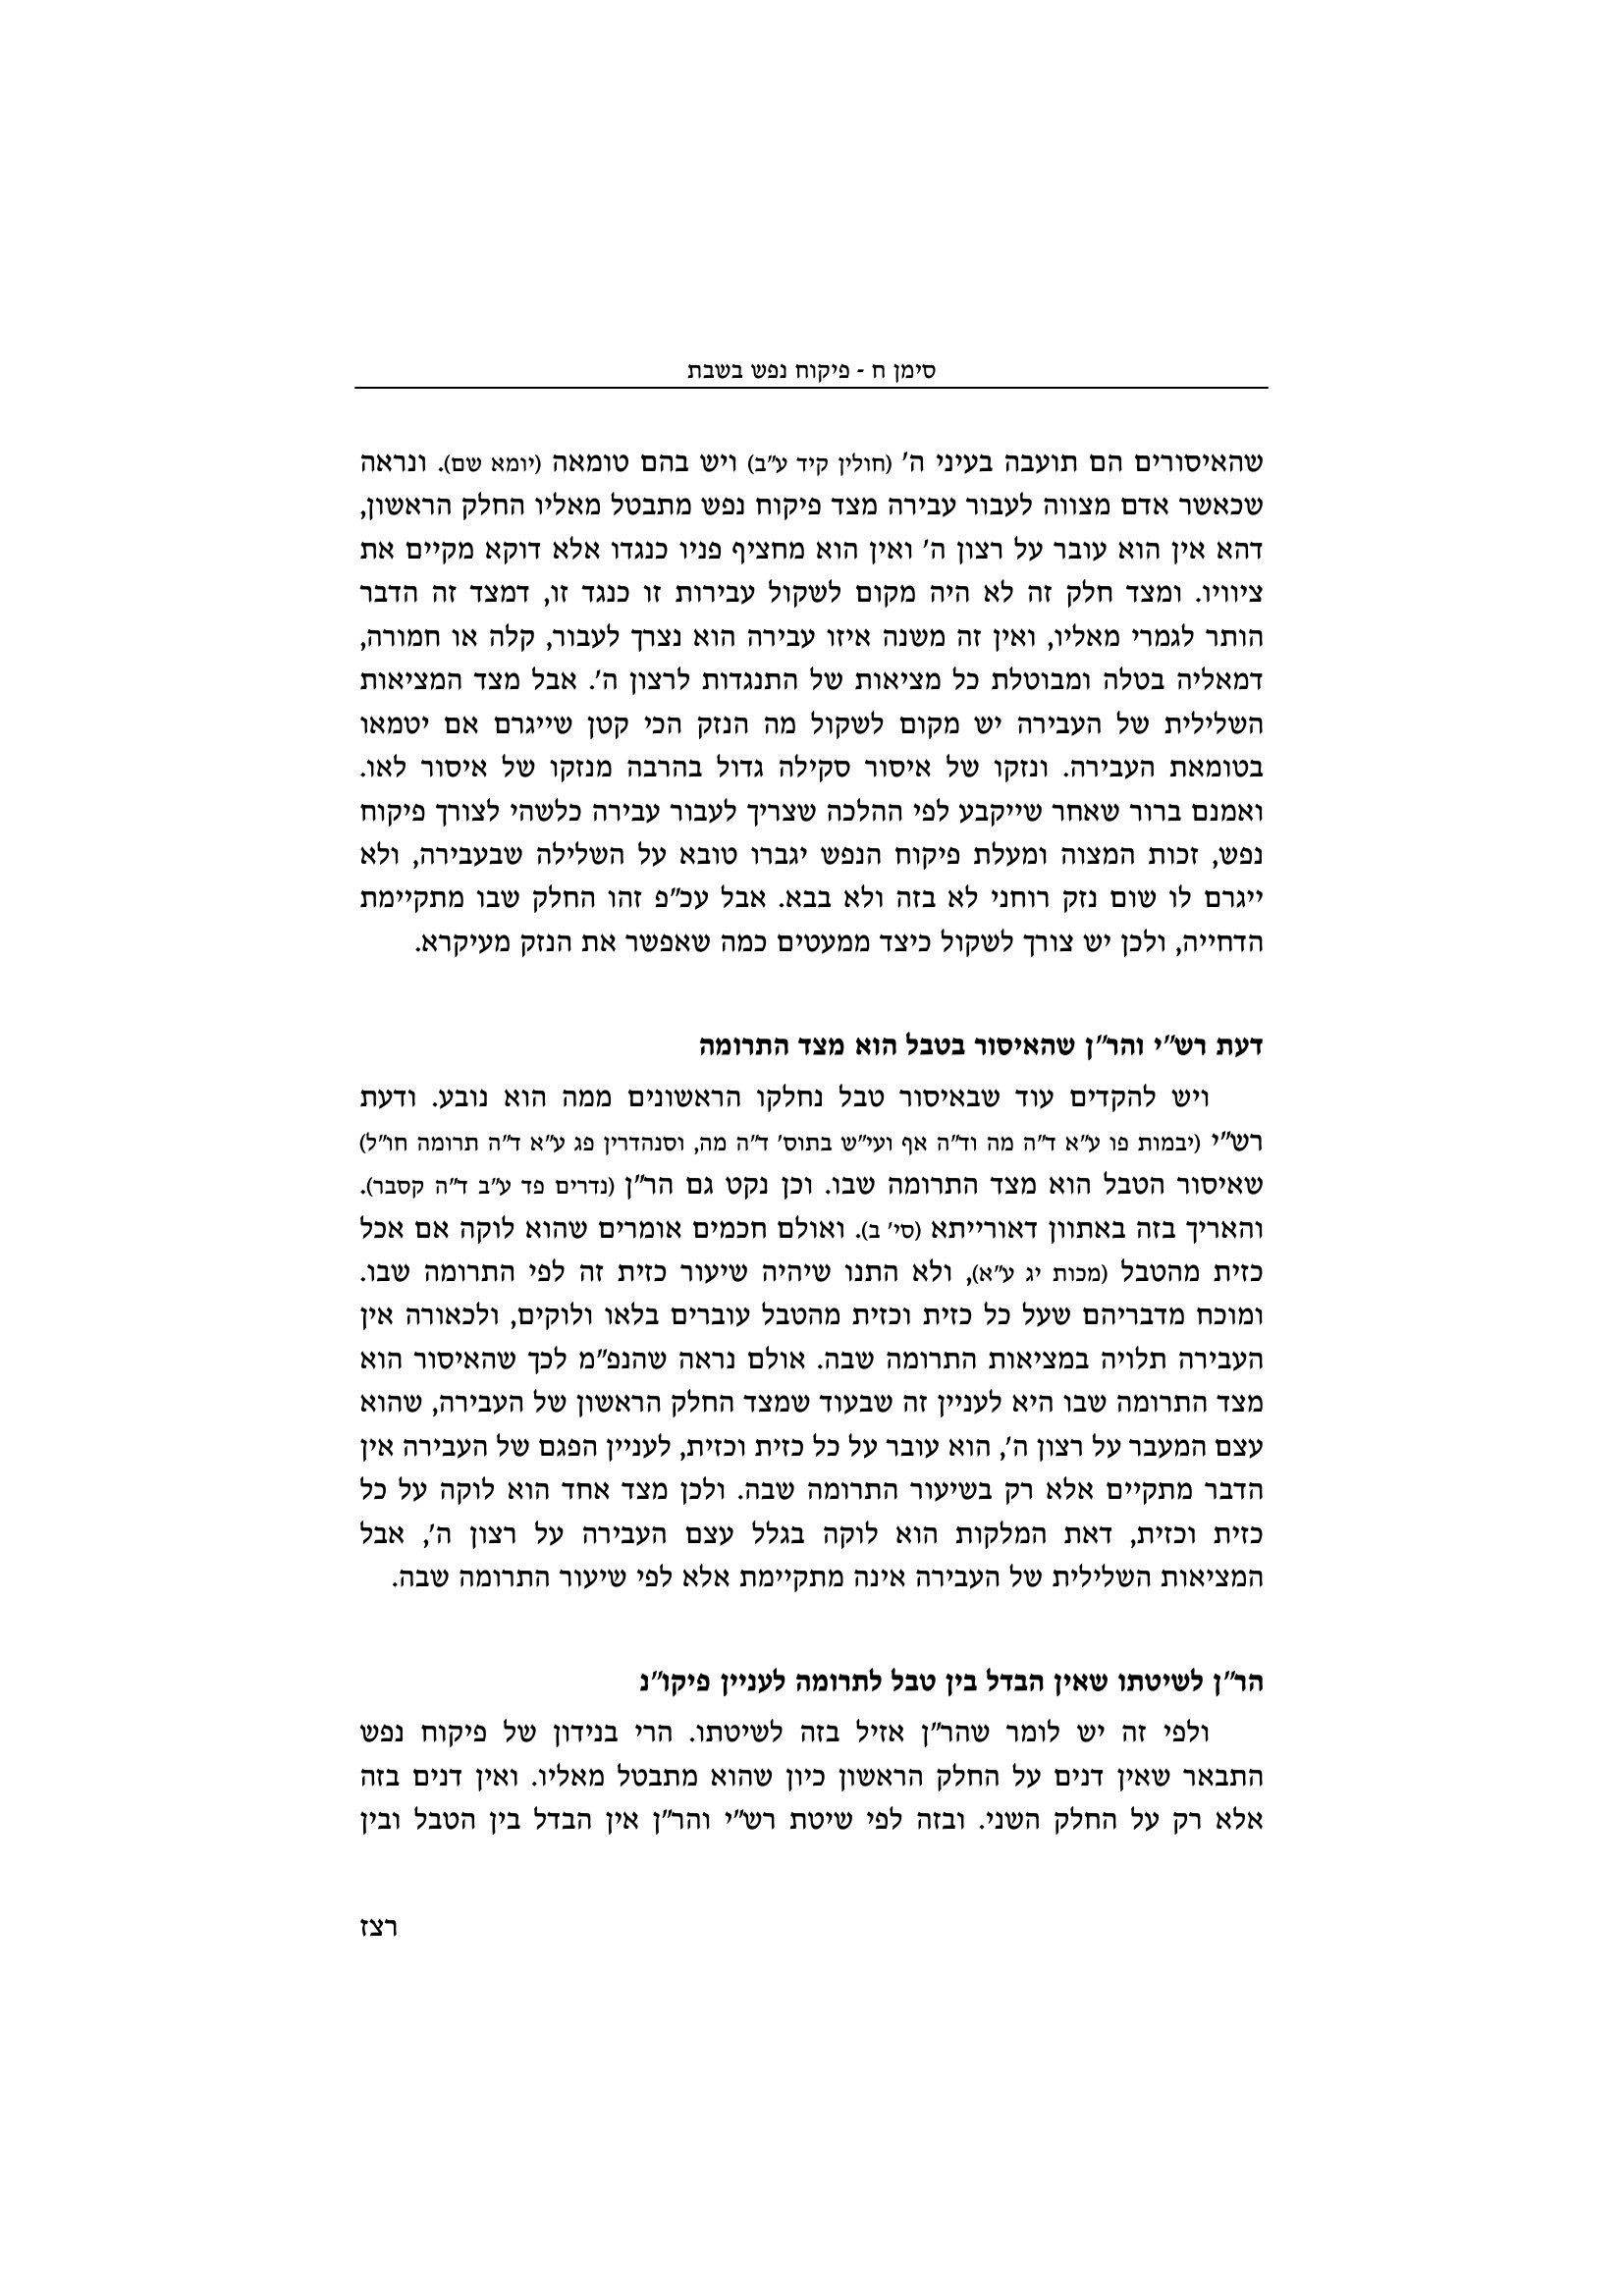 סימן ח - פיקוח נפש בשבת
שהאיסורים הם תועבה בעיני ה' (חולין קיד ע"ב) ויש בהם טומאה (יומא שם). ונראה
שכאשר אדם מצווה לעבור עבירה מצד פיקוח נפש מתבטל מאליו החלק הראשון,
דהא אין הוא עובר על רצון ה' ואין הוא מחציף פניו כנגדו אלא דוקא מקיים את
ציוויו. ומצד חלק זה לא היה מקום לשקול עבירות זו כנגד זו, דמצד זה הדבר
הותר לגמרי מאליו, ואין זה משנה איזו עבירה הוא נצרך לעבור, קלה או חמורה,
דמאליה בטלה ומבוטלת כל מציאות של התנגדות לרצון ה'. אבל מצד המציאות
השלילית של העבירה יש מקום לשקול מה הנזק הכי קטן שייגרם אם יטמאו
בטומאת העבירה. ונזקו של איסור סקילה גדול בהרבה מנזקו של איסור לאו.
ואמנם ברור שאחר שייקבע לפי ההלכה שצריך לעבור עבירה כלשהי לצורך פיקוח
נפש, זכות המצוה ומעלת פיקוח הנפש יגברו טובא על השלילה שבעבירה, ולא
ייגרם לו שום נזק רוחני לא בזה ולא בבא. אבל עכ"פ זהו החלק שבו מתקיימת
הדחייה, ולכן יש צורך לשקול כיצד ממעטים כמה שאפשר את הנזק מעיקרא.
דעת רש"י והר"ן שהאיסור בטבל הוא מצד התרומה
ויש להקדים עוד שבאיסור טבל נחלקו הראשונים ממה הוא נובע. ודעת
רש"י (יבמות פו ע"א ד"ה מה וד"ה אף ועי"ש בתוס' ד"ה מה, וסנהדרין פג ע"א ד"ה תרומה חו"ל)
שאיסור הטבל הוא מצד התרומה שבו. וכן נקט גם הר"ן (נדרים פד ע"ב ד"ה קסבר).
והאריך בזה באתוון דאורייתא (סי' ב). ואולם חכמים אומרים שהוא לוקה אם אכל
כזית מהטבל (מכות יג ע"א), ולא התנו שיהיה שיעור כזית זה לפי התרומה שבו.
ומוכח מדבריהם שעל כל כזית וכזית מהטבל עוברים בלאו ולוקים, ולכאורה אין
העבירה תלויה במציאות התרומה שבה. אולם נראה שהנפ"מ לכך שהאיסור הוא
מצד התרומה שבו היא לעניין זה שבעוד שמצד החלק הראשון של העבירה, שהוא
עצם המעבר על רצון ה', הוא עובר על כל כזית וכזית, לעניין הפגם של העבירה אין
הדבר מתקיים אלא רק בשיעור התרומה שבה. ולכן מצד אחד הוא לוקה על כל
כזית וכזית, דאת המלקות הוא לוקה בגלל עצם העבירה על רצון ה', אבל
המציאות השלילית של העבירה אינה מתקיימת אלא לפי שיעור התרומה שבה.
הר"ן לשיטתו שאין הבדל בין טבל לתרומה לעניין פיקו"נ
ולפי זה יש לומר שהר"ן אזיל בזה לשיטתו. הרי בנידון של פיקוח נפש
התבאר שאין דנים על החלק הראשון כיון שהוא מתבטל מאליו. ואין דנים בזה
אלא רק על החלק השני. ובזה לפי שיטת רש"י והר"ן אין הבדל בין הטבל ובין
רצז